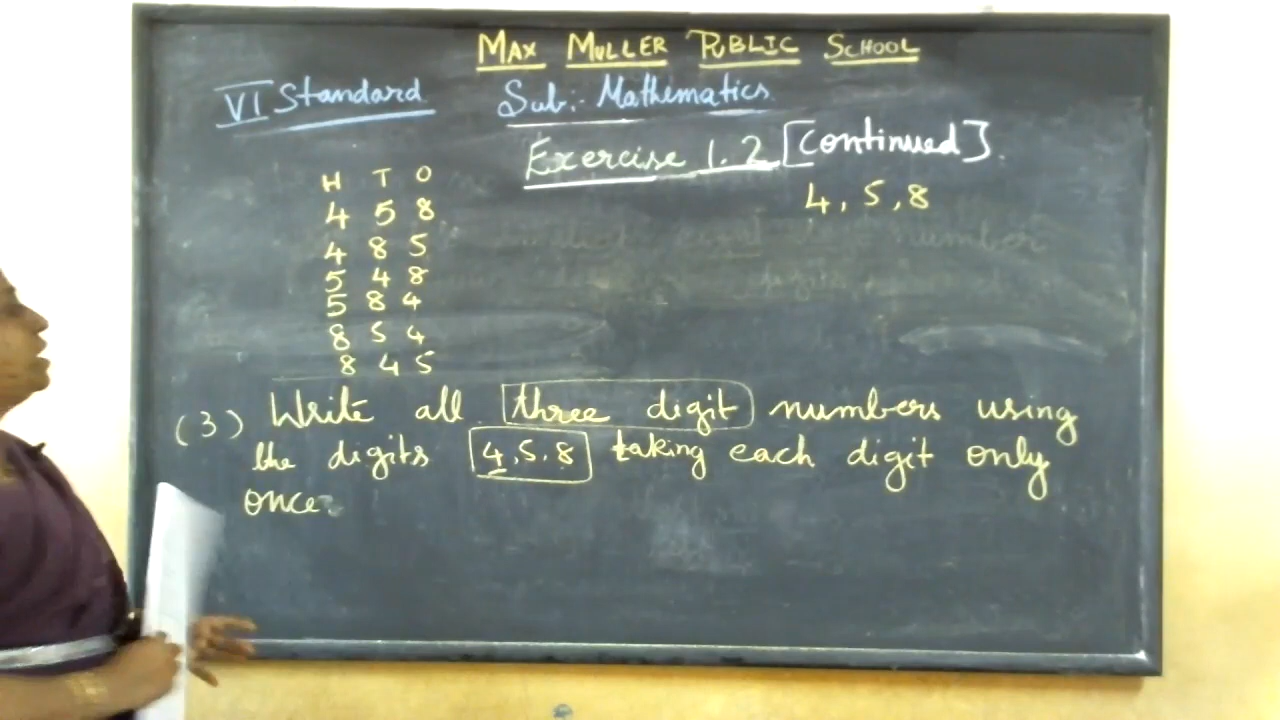 MAX MULLER PUBLIC SCHOOL
VI Standard Sub:- Mathematics
Exercise 1.2 [Continued].
4, 5, 8
H T O
4 5 8
4 8 5
5 4 8
5 8 4
8 5 4
8 4 5
(3) Write all three digit numbers using
the digits 4, 5, 8 taking each digit only
once.